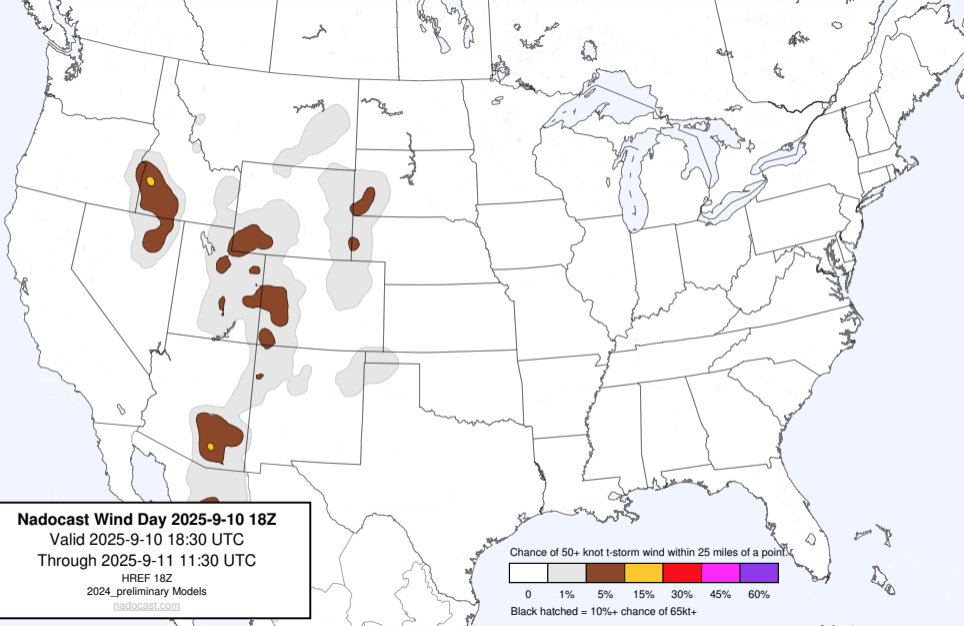 Nadocast Wind Day 2025-9-10 18Z
Valid 2025-9-10 18:30 UTC
Through 2025-9-11 11:30 UTC
HREF 18Z
2024_preliminary Models
nadocast.com
Chance of 50+ knot t-storm wind within 25 miles of a point.
0 1% 5% 15% 30% 45% 60%
Black hatched = 10%+ chance of 65kt+